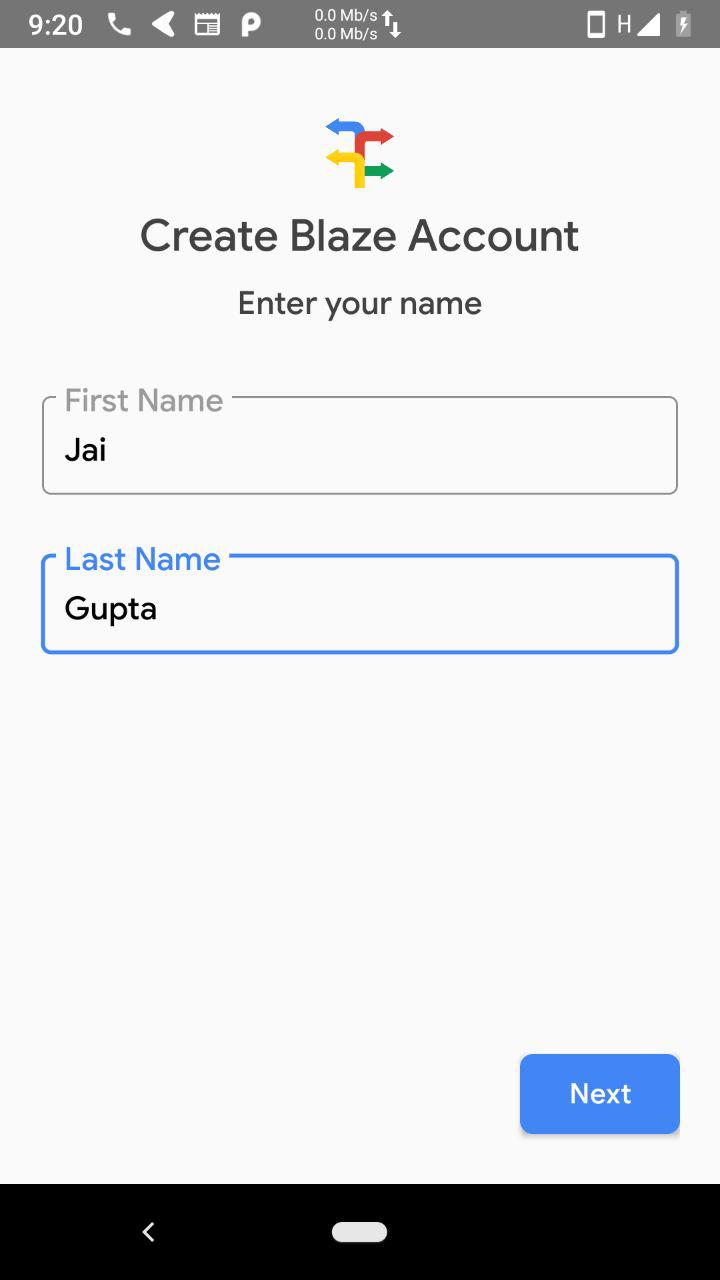 9:20
0.0 Mb/s
0.0 Mb/s
H
Create Blaze Account
Enter your name
First Name
Jai
Last Name
Gupta
Next